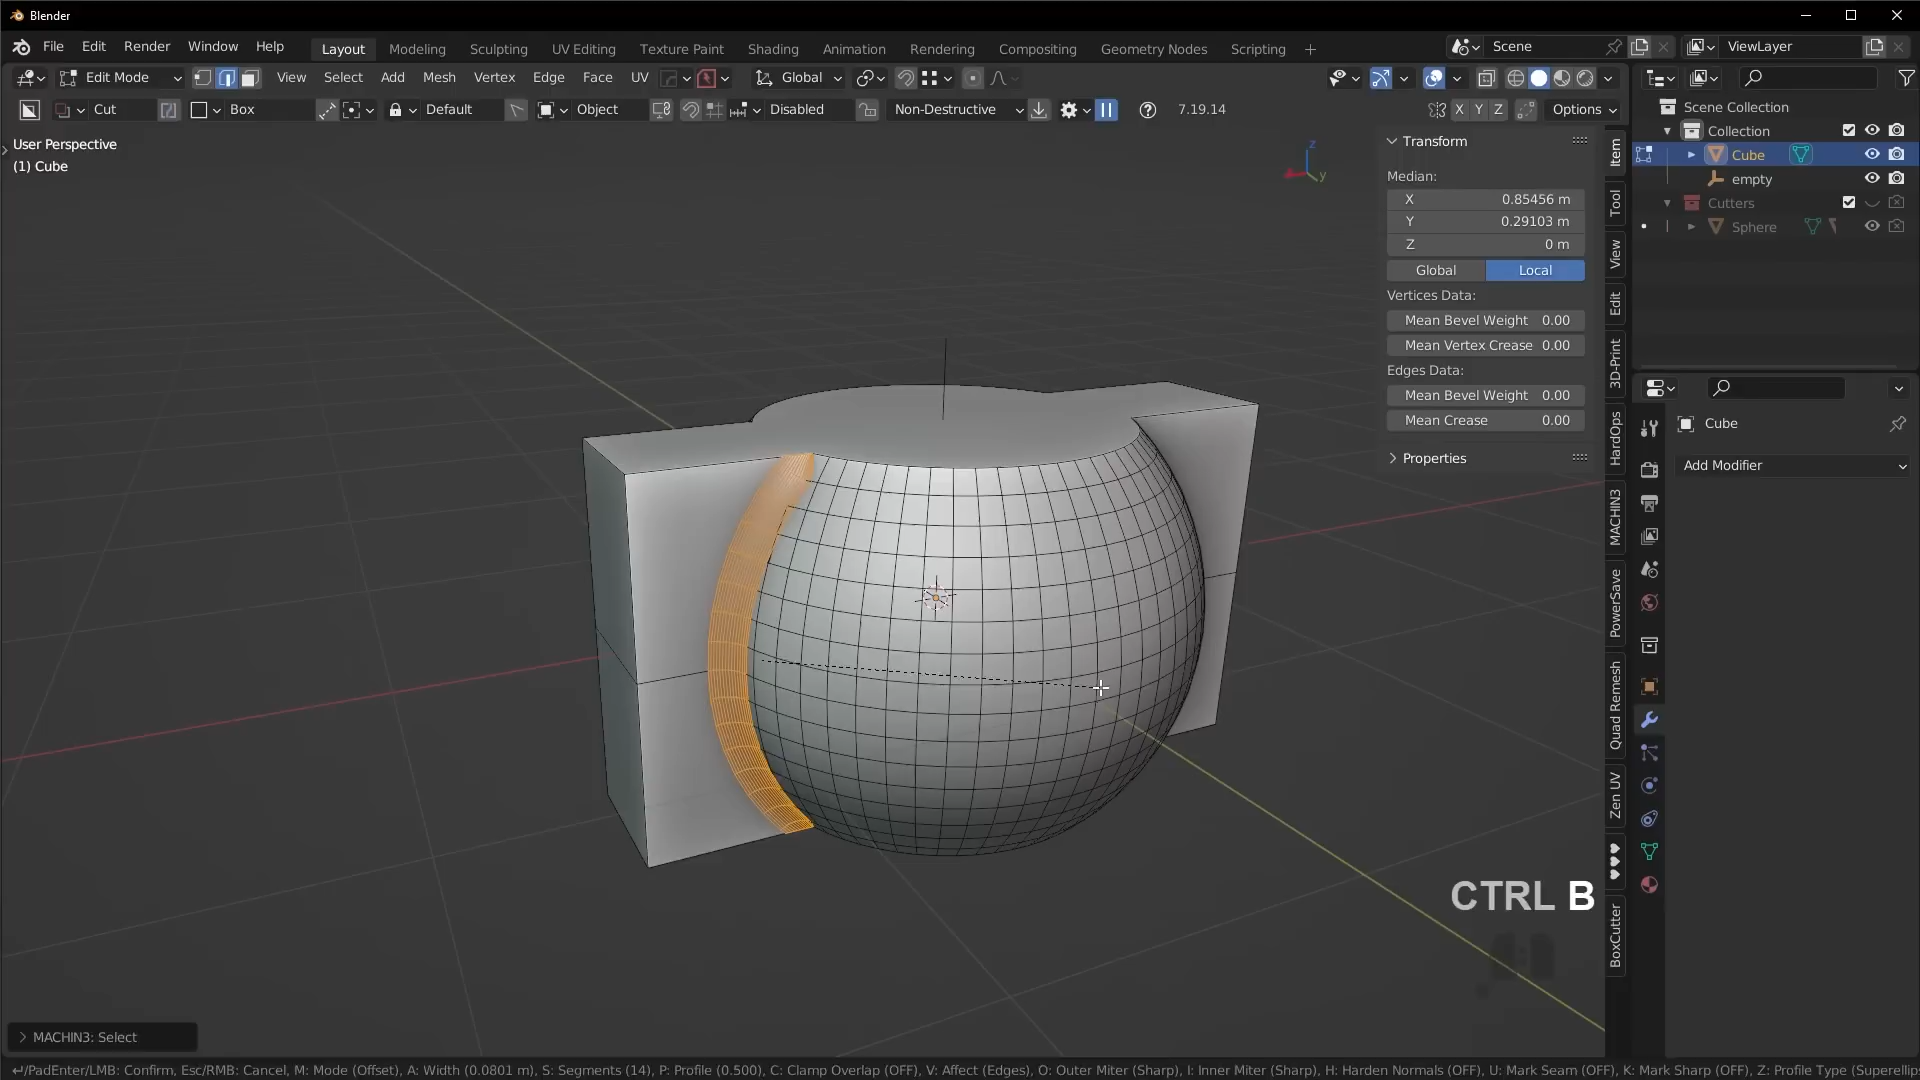 Blender
File Edit Render Window Help Layout Modeling Sculpting UV Editing Texture Paint Shading Animation Rendering Compositing Geometry Nodes Scripting + Scene ViewLayer
Edit Mode View Select Add Mesh Vertex Edge Face UV Global
Cut Box Default Object Disabled Non-Destructive 7.19.14 X Y Z Options
User Perspective
(1) Cube
z
y
Transform
Median:
X 0.85456 m
Y 0.29103 m
Z 0 m
Global Local
Vertices Data:
Mean Bevel Weight 0.00
Mean Vertex Crease 0.00
Edges Data:
Mean Bevel Weight 0.00
Mean Crease 0.00
Properties
Item
Tool
View
Edit
3D-Print
HardOps
MACHIN3
PowerSave
Quad Remesh
Zen UV
BoxCutter
Scene Collection
Collection
Cube
empty
Cutters
Sphere
Cube
Add Modifier
CTRL B
MACHIN3: Select
↵/PadEnter/LMB: Confirm, Esc/RMB: Cancel, M: Mode (Offset), A: Width (0.0801 m), S: Segments (14), P: Profile (0.500), C: Clamp Overlap (OFF), V: Affect (Edges), O: Outer Miter (Sharp), I: Inner Miter (Sharp), H: Harden Normals (OFF), U: Mark Seam (OFF), K: Mark Sharp (OFF), Z: Profile Type (Superellip